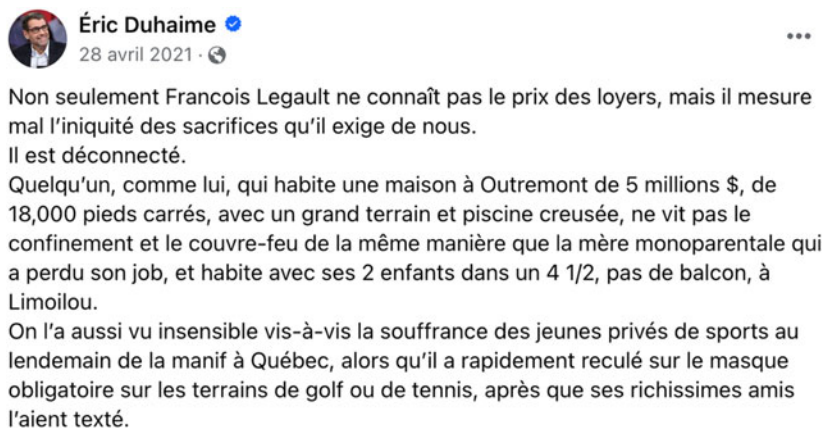 Éric Duhaime
28 avril 2021 ·
Non seulement Francois Legault ne connaît pas le prix des loyers, mais il mesure
mal l'iniquité des sacrifices qu'il exige de nous.
Il est déconnecté.
Quelqu'un, comme lui, qui habite une maison à Outremont de 5 millions $, de
18,000 pieds carrés, avec un grand terrain et piscine creusée, ne vit pas le
confinement et le couvre-feu de la même manière que la mère monoparentale qui
a perdu son job, et habite avec ses 2 enfants dans un 4 1/2, pas de balcon, à
Limoilou.
On l'a aussi vu insensible vis-à-vis la souffrance des jeunes privés de sports au
lendemain de la manif à Québec, alors qu'il a rapidement reculé sur le masque
obligatoire sur les terrains de golf ou de tennis, après que ses richissimes amis
l'aient texté.